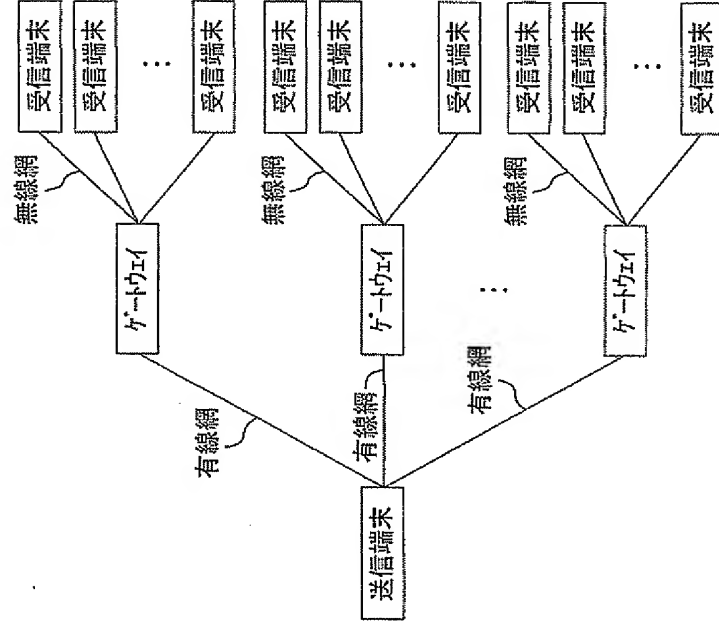 受信端末
受信端末
…
受信端末
無線網
ゲートウェイ
有線網
受信端末
受信端末
…
受信端末
無線網
ゲートウェイ
有線網
送信端末
…
受信端末
受信端末
…
受信端末
無線網
ゲートウェイ
有線網